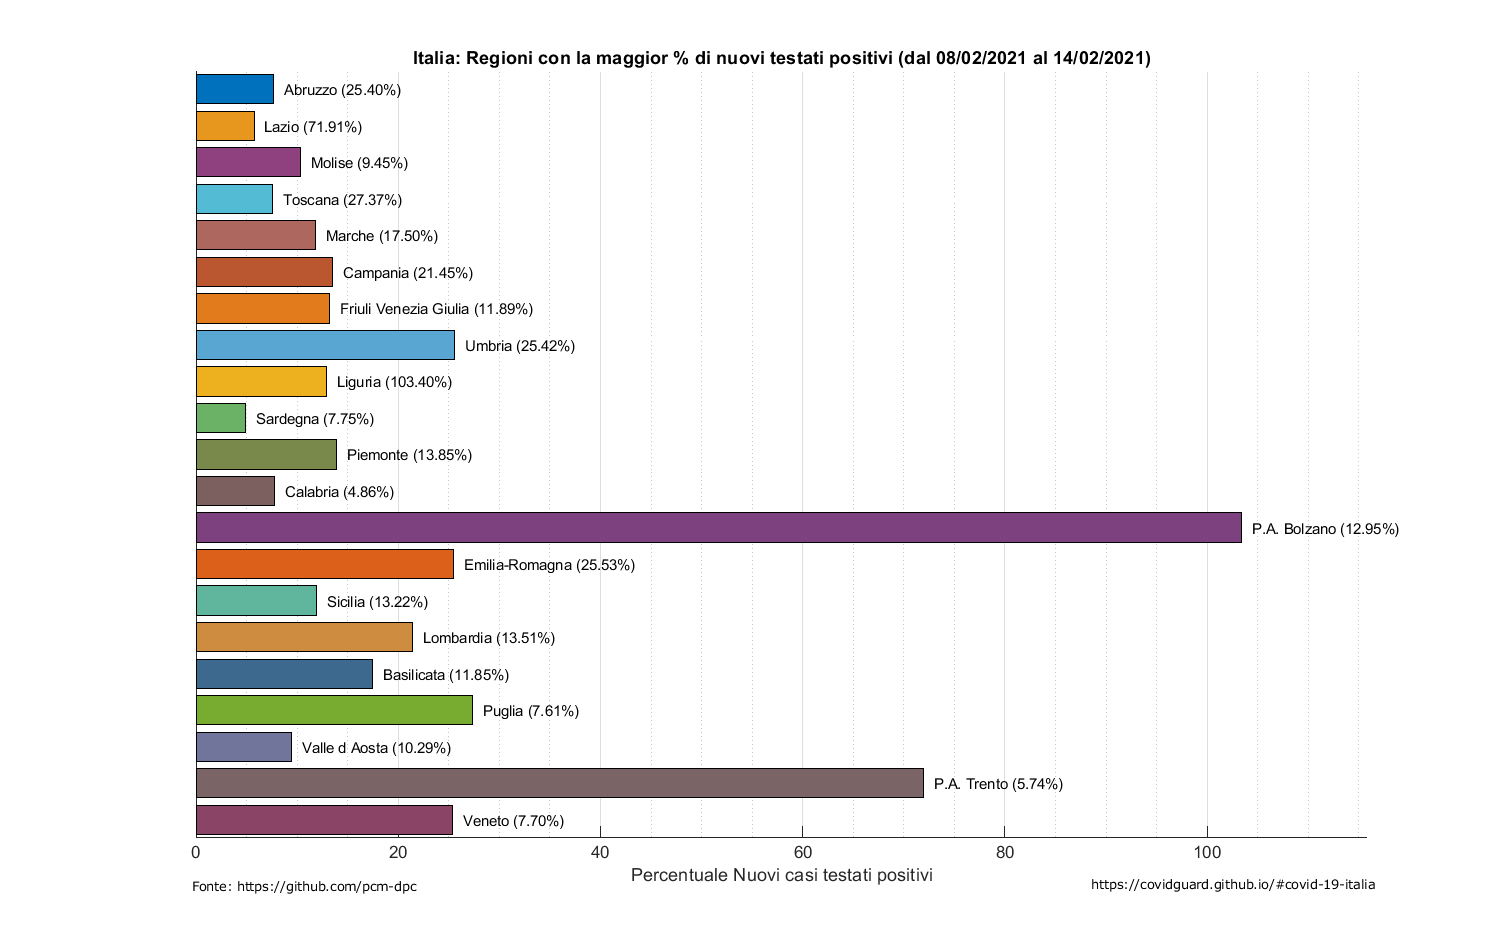 Italia: Regioni con la maggior % di nuovi testati positivi (dal 08/02/2021 al 14/02/2021)
Abruzzo (25.40%)
Lazio (71.91%)
Molise (9.45%)
Toscana (27.37%)
Marche (17.50%)
Campania (21.45%)
Friuli Venezia Giulia (11.89%)
Umbria (25.42%)
Liguria (103.40%)
Sardegna (7.75%)
Piemonte (13.85%)
Calabria (4.86%)
P.A. Bolzano (12.95%)
Emilia-Romagna (25.53%)
Sicilia (13.22%)
Lombardia (13.51%)
Basilicata (11.85%)
Puglia (7.61%)
Valle d Aosta (10.29%)
P.A. Trento (5.74%)
Veneto (7.70%)
0 20 40 60 80 100
Percentuale Nuovi casi testati positivi
Fonte: https://github.com/pcm-dpc
https://covidguard.github.io/#covid-19-italia